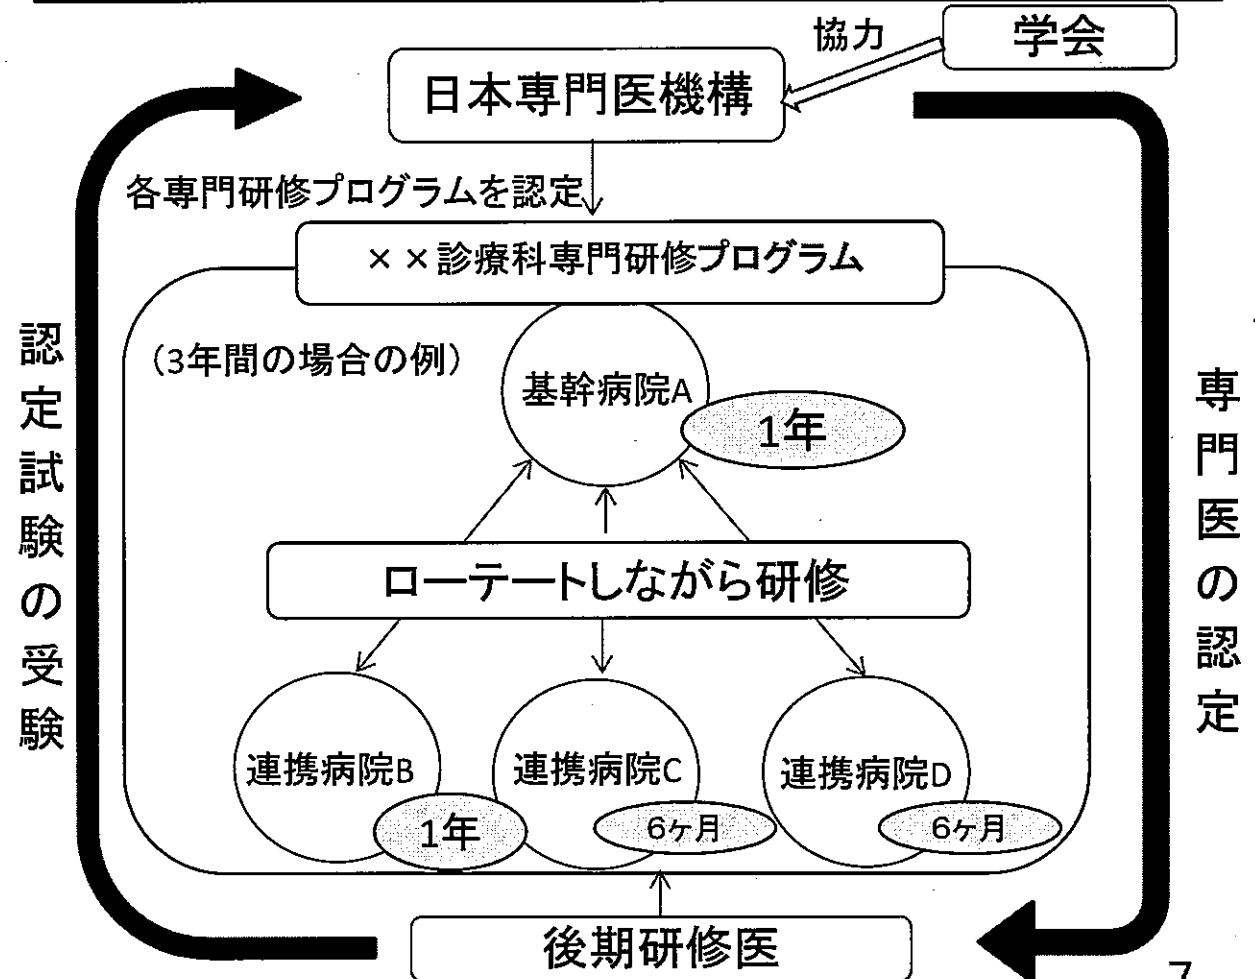 学会
協力
日本専門医機構
各専門研修プログラムを認定
××診療科専門研修プログラム
(3年間の場合の例)
基幹病院A
1年
認定試験の受験
専門医の認定
ローテートしながら研修
連携病院B
1年
連携病院C
6ヶ月
連携病院D
6ヶ月
後期研修医
7